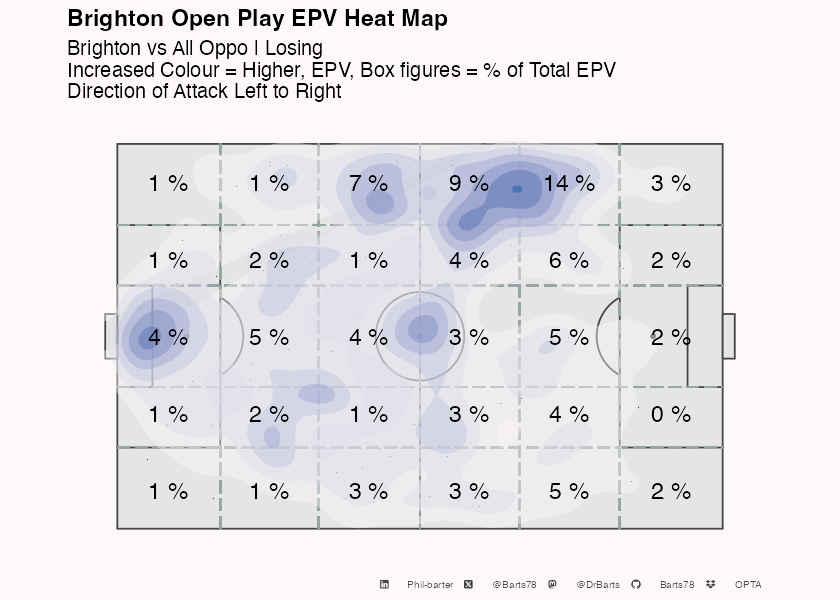 Brighton Open Play EPV Heat Map
Brighton vs All Oppo | Losing
Increased Colour = Higher, EPV, Box figures = % of Total EPV
Direction of Attack Left to Right
1 % 1 % 7 % 9 % 14 % 3 %
1 % 2 % 1 % 4 % 6 % 2 %
4 % 5 % 4 % 3 % 5 % 2 %
1 % 2 % 1 % 3 % 4 % 0 %
1 % 1 % 3 % 3 % 5 % 2 %
Phil-barter @Barts78 @DrBarts Barts78 OPTA